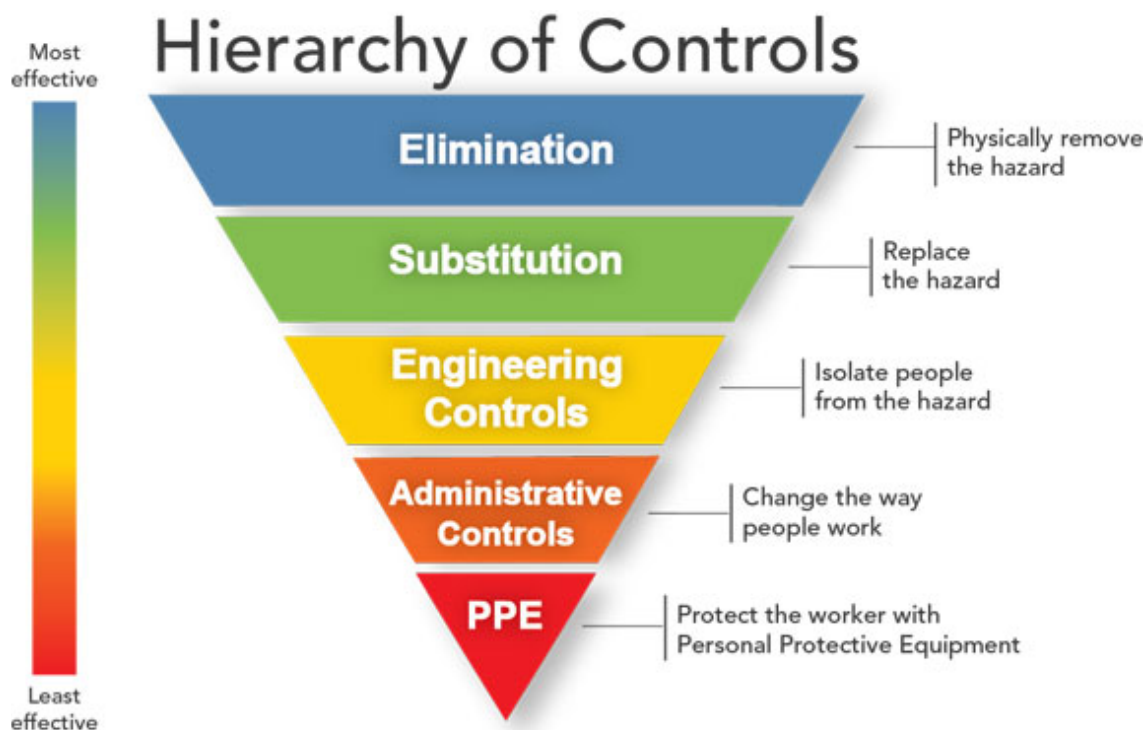 Hierarchy of Controls
Most
effective
Elimination
Physically remove
the hazard
Substitution
Replace
the hazard
Engineering
Controls
Isolate people
from the hazard
Administrative
Controls
Change the way
people work
PPE
Protect the worker with
Personal Protective Equipment
Least
effective